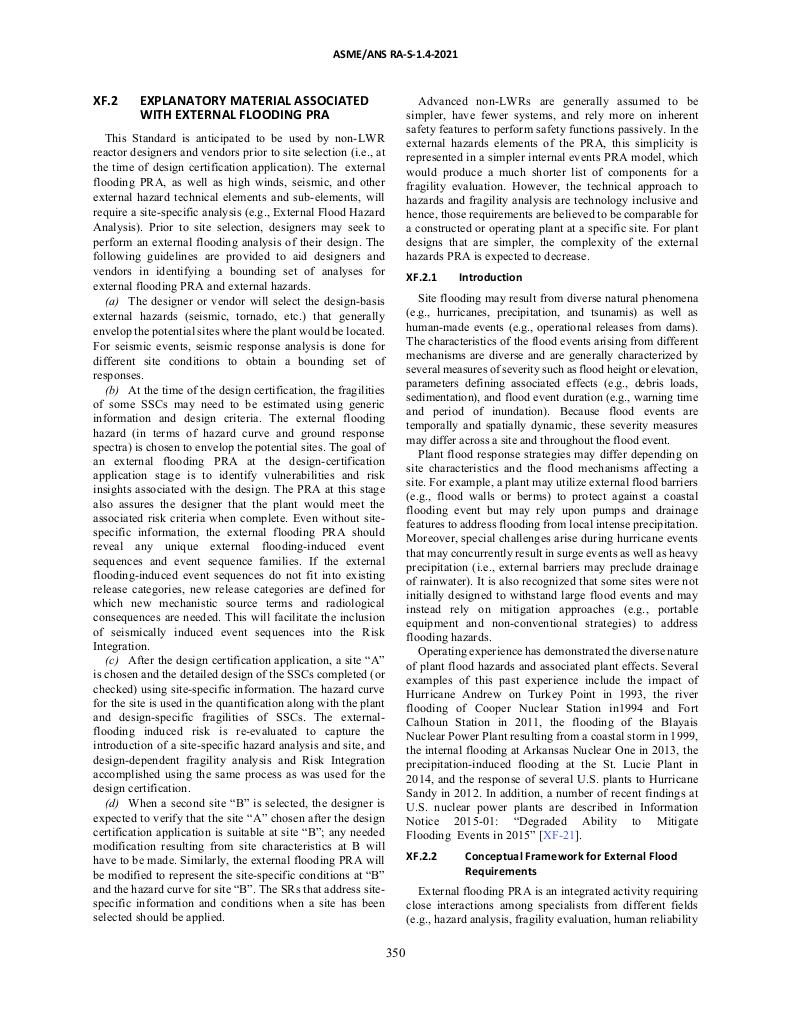 ASME/ANS RA-S-1.4-2021
XF.2 EXPLANATORY MATERIAL ASSOCIATED
WITH EXTERNAL FLOODING PRA
This Standard is anticipated to be used by non-LWR
reactor designers and vendors prior to site selection (i.e., at
the time of design certification application). The external
flooding PRA, as well as high winds, seismic, and other
external hazard technical elements and sub-elements, will
require a site-specific analysis (e.g., External Flood Hazard
Analysis). Prior to site selection, designers may seek to
perform an external flooding analysis of their design. The
following guidelines are provided to aid designers and
vendors in identifying a bounding set of analyses for
external flooding PRA and external hazards.
(a) The designer or vendor will select the design-basis
external hazards (seismic, tornado, etc.) that generally
envelop the potential sites where the plant would be located.
For seismic events, seismic response analysis is done for
different site conditions to obtain a bounding set of
responses.
(b) At the time of the design certification, the fragilities
of some SSCs may need to be estimated using generic
information and design criteria. The external flooding
hazard (in terms of hazard curve and ground response
spectra) is chosen to envelop the potential sites. The goal of
an external flooding PRA at the design-certification
application stage is to identify vulnerabilities and risk
insights associated with the design. The PRA at this stage
also assures the designer that the plant would meet the
associated risk criteria when complete. Even without site-
specific information, the external flooding PRA should
reveal any unique external flooding-induced event
sequences and event sequence families. If the external
flooding-induced event sequences do not fit into existing
release categories, new release categories are defined for
which new mechanistic source terms and radiological
consequences are needed. This will facilitate the inclusion
of seismically induced event sequences into the Risk
Integration.
(c) After the design certification application, a site “A”
is chosen and the detailed design of the SSCs completed (or
checked) using site-specific information. The hazard curve
for the site is used in the quantification along with the plant
and design-specific fragilities of SSCs. The external-
flooding induced risk is re-evaluated to capture the
introduction of a site-specific hazard analysis and site, and
design-dependent fragility analysis and Risk Integration
accomplished using the same process as was used for the
design certification.
(d) When a second site “B” is selected, the designer is
expected to verify that the site “A” chosen after the design
certification application is suitable at site “B”; any needed
modification resulting from site characteristics at B will
have to be made. Similarly, the external flooding PRA will
be modified to represent the site-specific conditions at “B”
and the hazard curve for site “B”. The SRs that address site-
specific information and conditions when a site has been
selected should be applied.
Advanced non-LWRs are generally assumed to be
simpler, have fewer systems, and rely more on inherent
safety features to perform safety functions passively. In the
external hazards elements of the PRA, this simplicity is
represented in a simpler internal events PRA model, which
would produce a much shorter list of components for a
fragility evaluation. However, the technical approach to
hazards and fragility analysis are technology inclusive and
hence, those requirements are believed to be comparable for
a constructed or operating plant at a specific site. For plant
designs that are simpler, the complexity of the external
hazards PRA is expected to decrease.
XF.2.1 Introduction
Site flooding may result from diverse natural phenomena
(e.g., hurricanes, precipitation, and tsunamis) as well as
human-made events (e.g., operational releases from dams).
The characteristics of the flood events arising from different
mechanisms are diverse and are generally characterized by
several measures of severity such as flood height or elevation,
parameters defining associated effects (e.g., debris loads,
sedimentation), and flood event duration (e.g., warning time
and period of inundation). Because flood events are
temporally and spatially dynamic, these severity measures
may differ across a site and throughout the flood event.
Plant flood response strategies may differ depending on
site characteristics and the flood mechanisms affecting a
site. For example, a plant may utilize external flood barriers
(e.g., flood walls or berms) to protect against a coastal
flooding event but may rely upon pumps and drainage
features to address flooding from local intense precipitation.
Moreover, special challenges arise during hurricane events
that may concurrently result in surge events as well as heavy
precipitation (i.e., external barriers may preclude drainage
of rainwater). It is also recognized that some sites were not
initially designed to withstand large flood events and may
instead rely on mitigation approaches (e.g., portable
equipment and non-conventional strategies) to address
flooding hazards.
Operating experience has demonstrated the diverse nature
of plant flood hazards and associated plant effects. Several
examples of this past experience include the impact of
Hurricane Andrew on Turkey Point in 1993, the river
flooding of Cooper Nuclear Station in1994 and Fort
Calhoun Station in 2011, the flooding of the Blayais
Nuclear Power Plant resulting from a coastal storm in 1999,
the internal flooding at Arkansas Nuclear One in 2013, the
precipitation-induced flooding at the St. Lucie Plant in
2014, and the response of several U.S. plants to Hurricane
Sandy in 2012. In addition, a number of recent findings at
U.S. nuclear power plants are described in Information
Notice 2015-01: “Degraded Ability to Mitigate
Flooding Events in 2015” [XF-21].
XF.2.2 Conceptual Framework for External Flood
Requirements
External flooding PRA is an integrated activity requiring
close interactions among specialists from different fields
(e.g., hazard analysis, fragility evaluation, human reliability
350